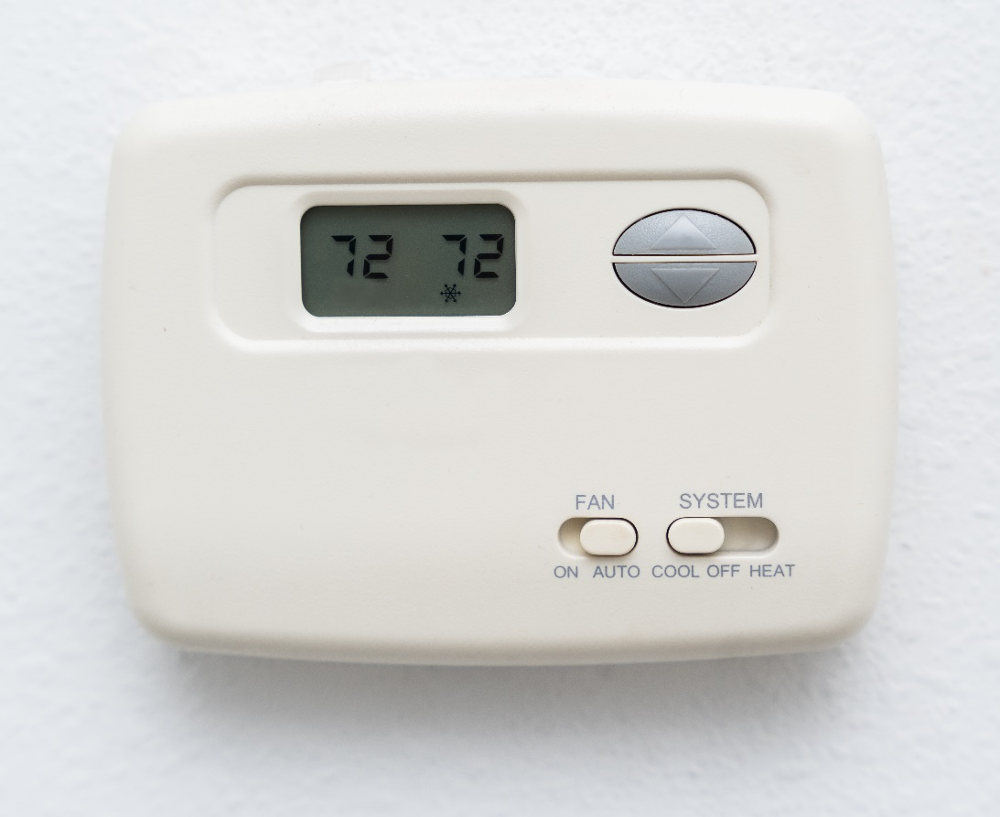 72 72
FAN SYSTEM
ON AUTO COOL OFF HEAT